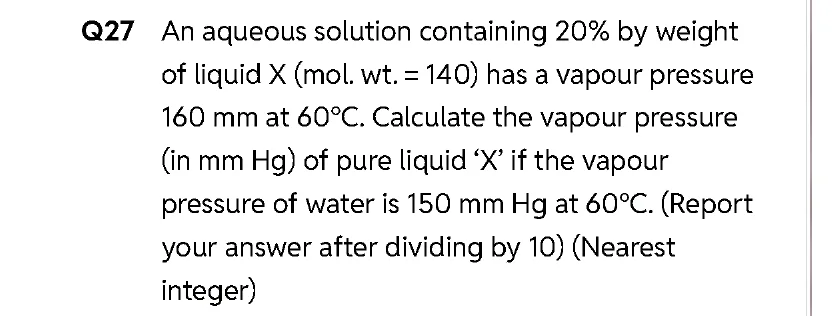 Q27 An aqueous solution containing 20% by weight
of liquid X (mol. wt. = 140) has a vapour pressure
160 mm at 60°C. Calculate the vapour pressure
(in mm Hg) of pure liquid ‘X’ if the vapour
pressure of water is 150 mm Hg at 60°C. (Report
your answer after dividing by 10) (Nearest
integer)